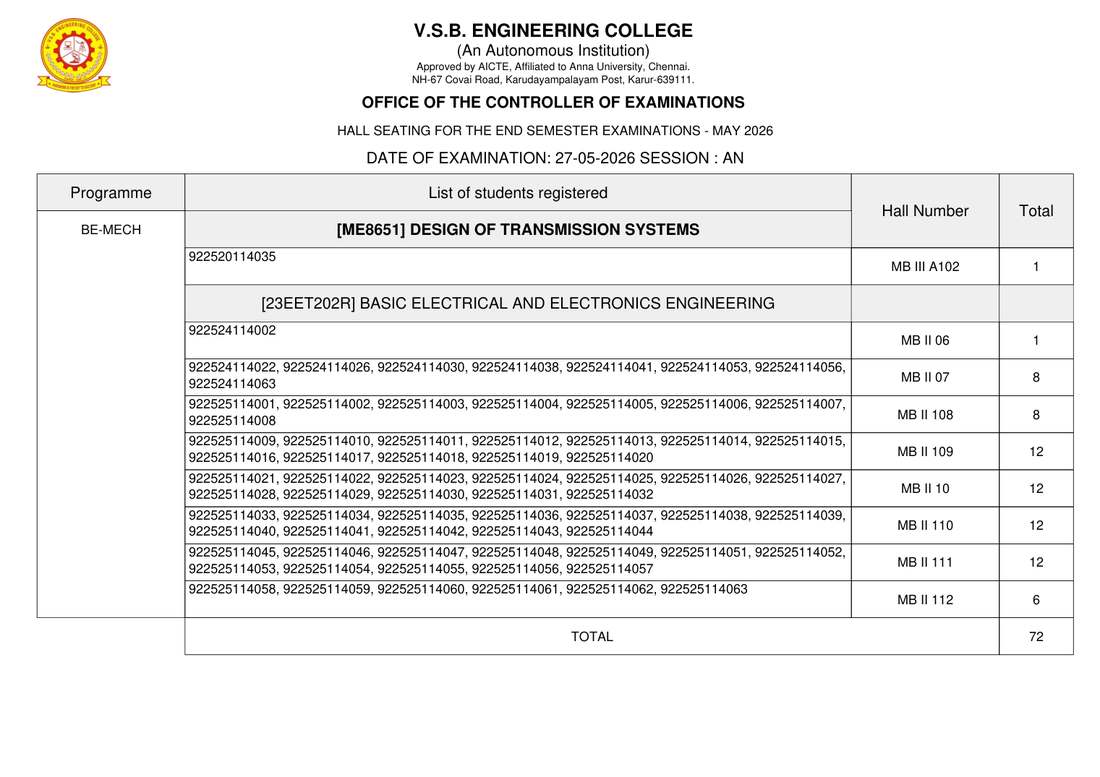 V.S.B. ENGINEERING COLLEGE
(An Autonomous Institution)
Approved by AICTE, Affiliated to Anna University, Chennai.
NH-67 Covai Road, Karudayampalayam Post, Karur-639111.
OFFICE OF THE CONTROLLER OF EXAMINATIONS
HALL SEATING FOR THE END SEMESTER EXAMINATIONS - MAY 2026
DATE OF EXAMINATION: 27-05-2026 SESSION : AN
Programme List of students registered Hall Number Total
BE-MECH [ME8651] DESIGN OF TRANSMISSION SYSTEMS
922520114035 MB III A102 1
[23EET202R] BASIC ELECTRICAL AND ELECTRONICS ENGINEERING
922524114002 MB II 06 1
922524114022, 922524114026, 922524114030, 922524114038, 922524114041, 922524114053, 922524114056,
922524114063 MB II 07 8
922525114001, 922525114002, 922525114003, 922525114004, 922525114005, 922525114006, 922525114007,
922525114008 MB II 108 8
922525114009, 922525114010, 922525114011, 922525114012, 922525114013, 922525114014, 922525114015,
922525114016, 922525114017, 922525114018, 922525114019, 922525114020 MB II 109 12
922525114021, 922525114022, 922525114023, 922525114024, 922525114025, 922525114026, 922525114027,
922525114028, 922525114029, 922525114030, 922525114031, 922525114032 MB II 10 12
922525114033, 922525114034, 922525114035, 922525114036, 922525114037, 922525114038, 922525114039,
922525114040, 922525114041, 922525114042, 922525114043, 922525114044 MB II 110 12
922525114045, 922525114046, 922525114047, 922525114048, 922525114049, 922525114051, 922525114052,
922525114053, 922525114054, 922525114055, 922525114056, 922525114057 MB II 111 12
922525114058, 922525114059, 922525114060, 922525114061, 922525114062, 922525114063 MB II 112 6
TOTAL 72